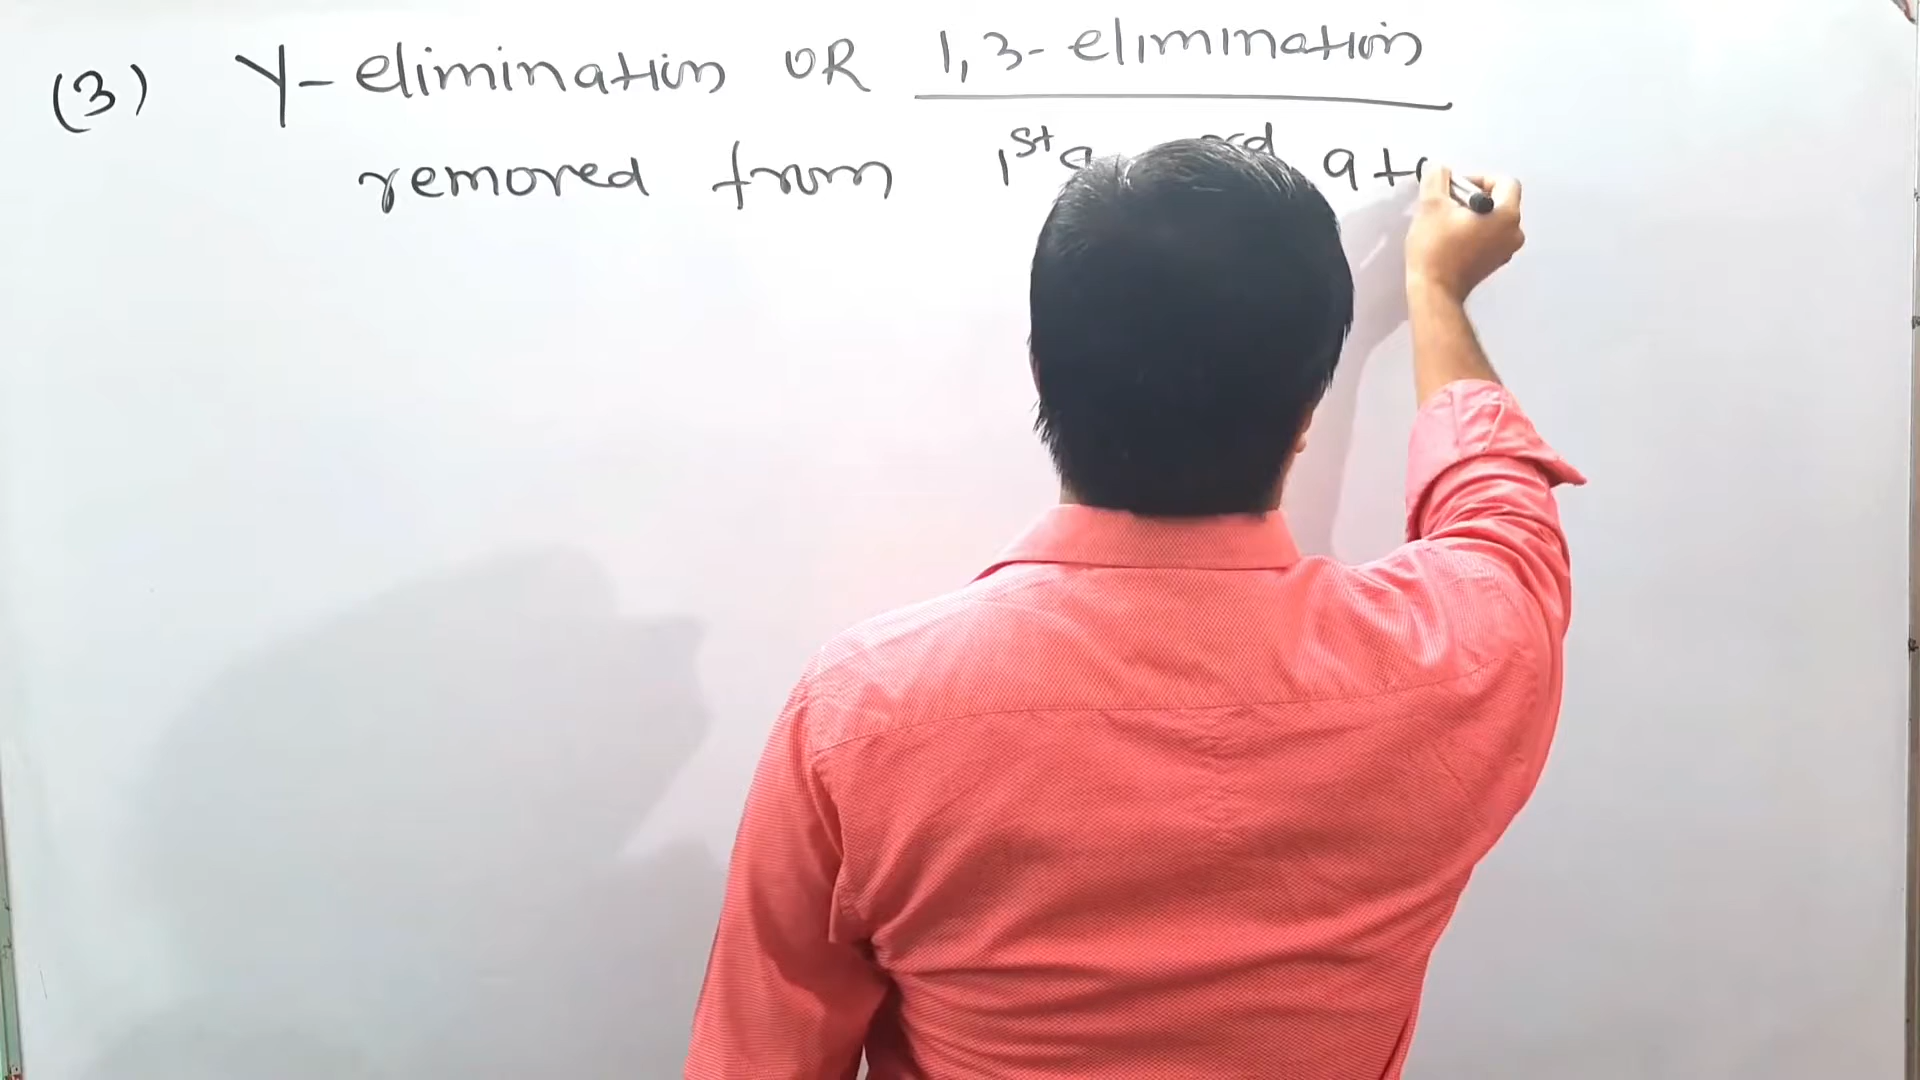 (3) γ-elimination OR 1,3-elimination
removed from 1st